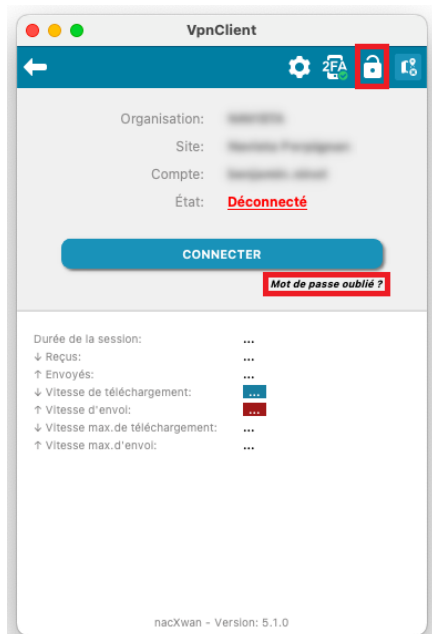 VpnClient
2FA
Organisation:
Site:
Compte:
État: Déconnecté
CONNECTER
Mot de passe oublié ?
Durée de la session: ...
↓ Reçus: ...
↑ Envoyés: ...
↓ Vitesse de téléchargement: ...
↑ Vitesse d'envoi: ...
↓ Vitesse max.de téléchargement: ...
↑ Vitesse max.d'envoi: ...
nacXwan - Version: 5.1.0